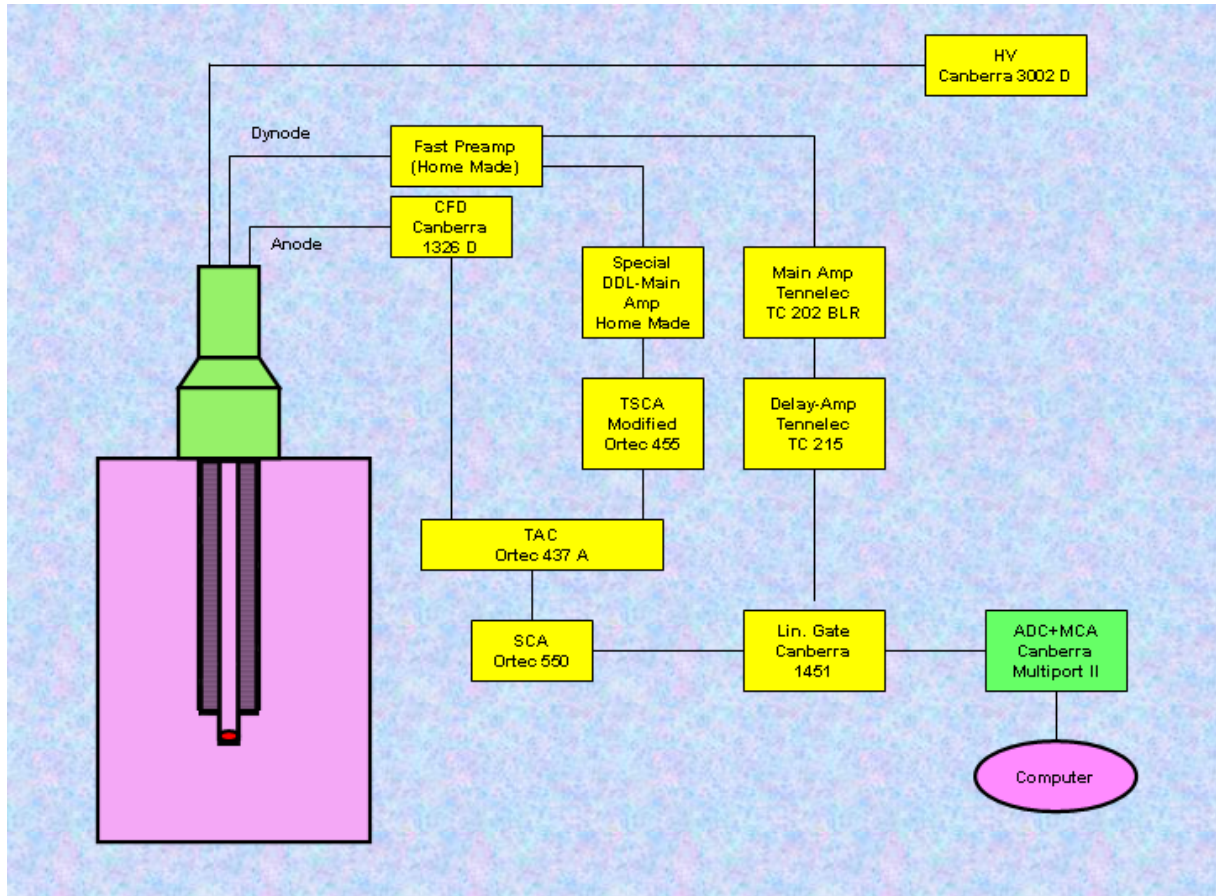 HV
Canberra 3002 D
Dynode
Fast Preamp
(Home Made)
CFD
Canberra
1326 D
Anode
Special
DDL-Main
Amp
Home Made
Main Amp
Tennelec
TC 202 BLR
TSCA
Modified
Ortec 455
Delay-Amp
Tennelec
TC 215
TAC
Ortec 437 A
SCA
Ortec 550
Lin. Gate
Canberra
1451
ADC+MCA
Canberra
Multiport II
Computer